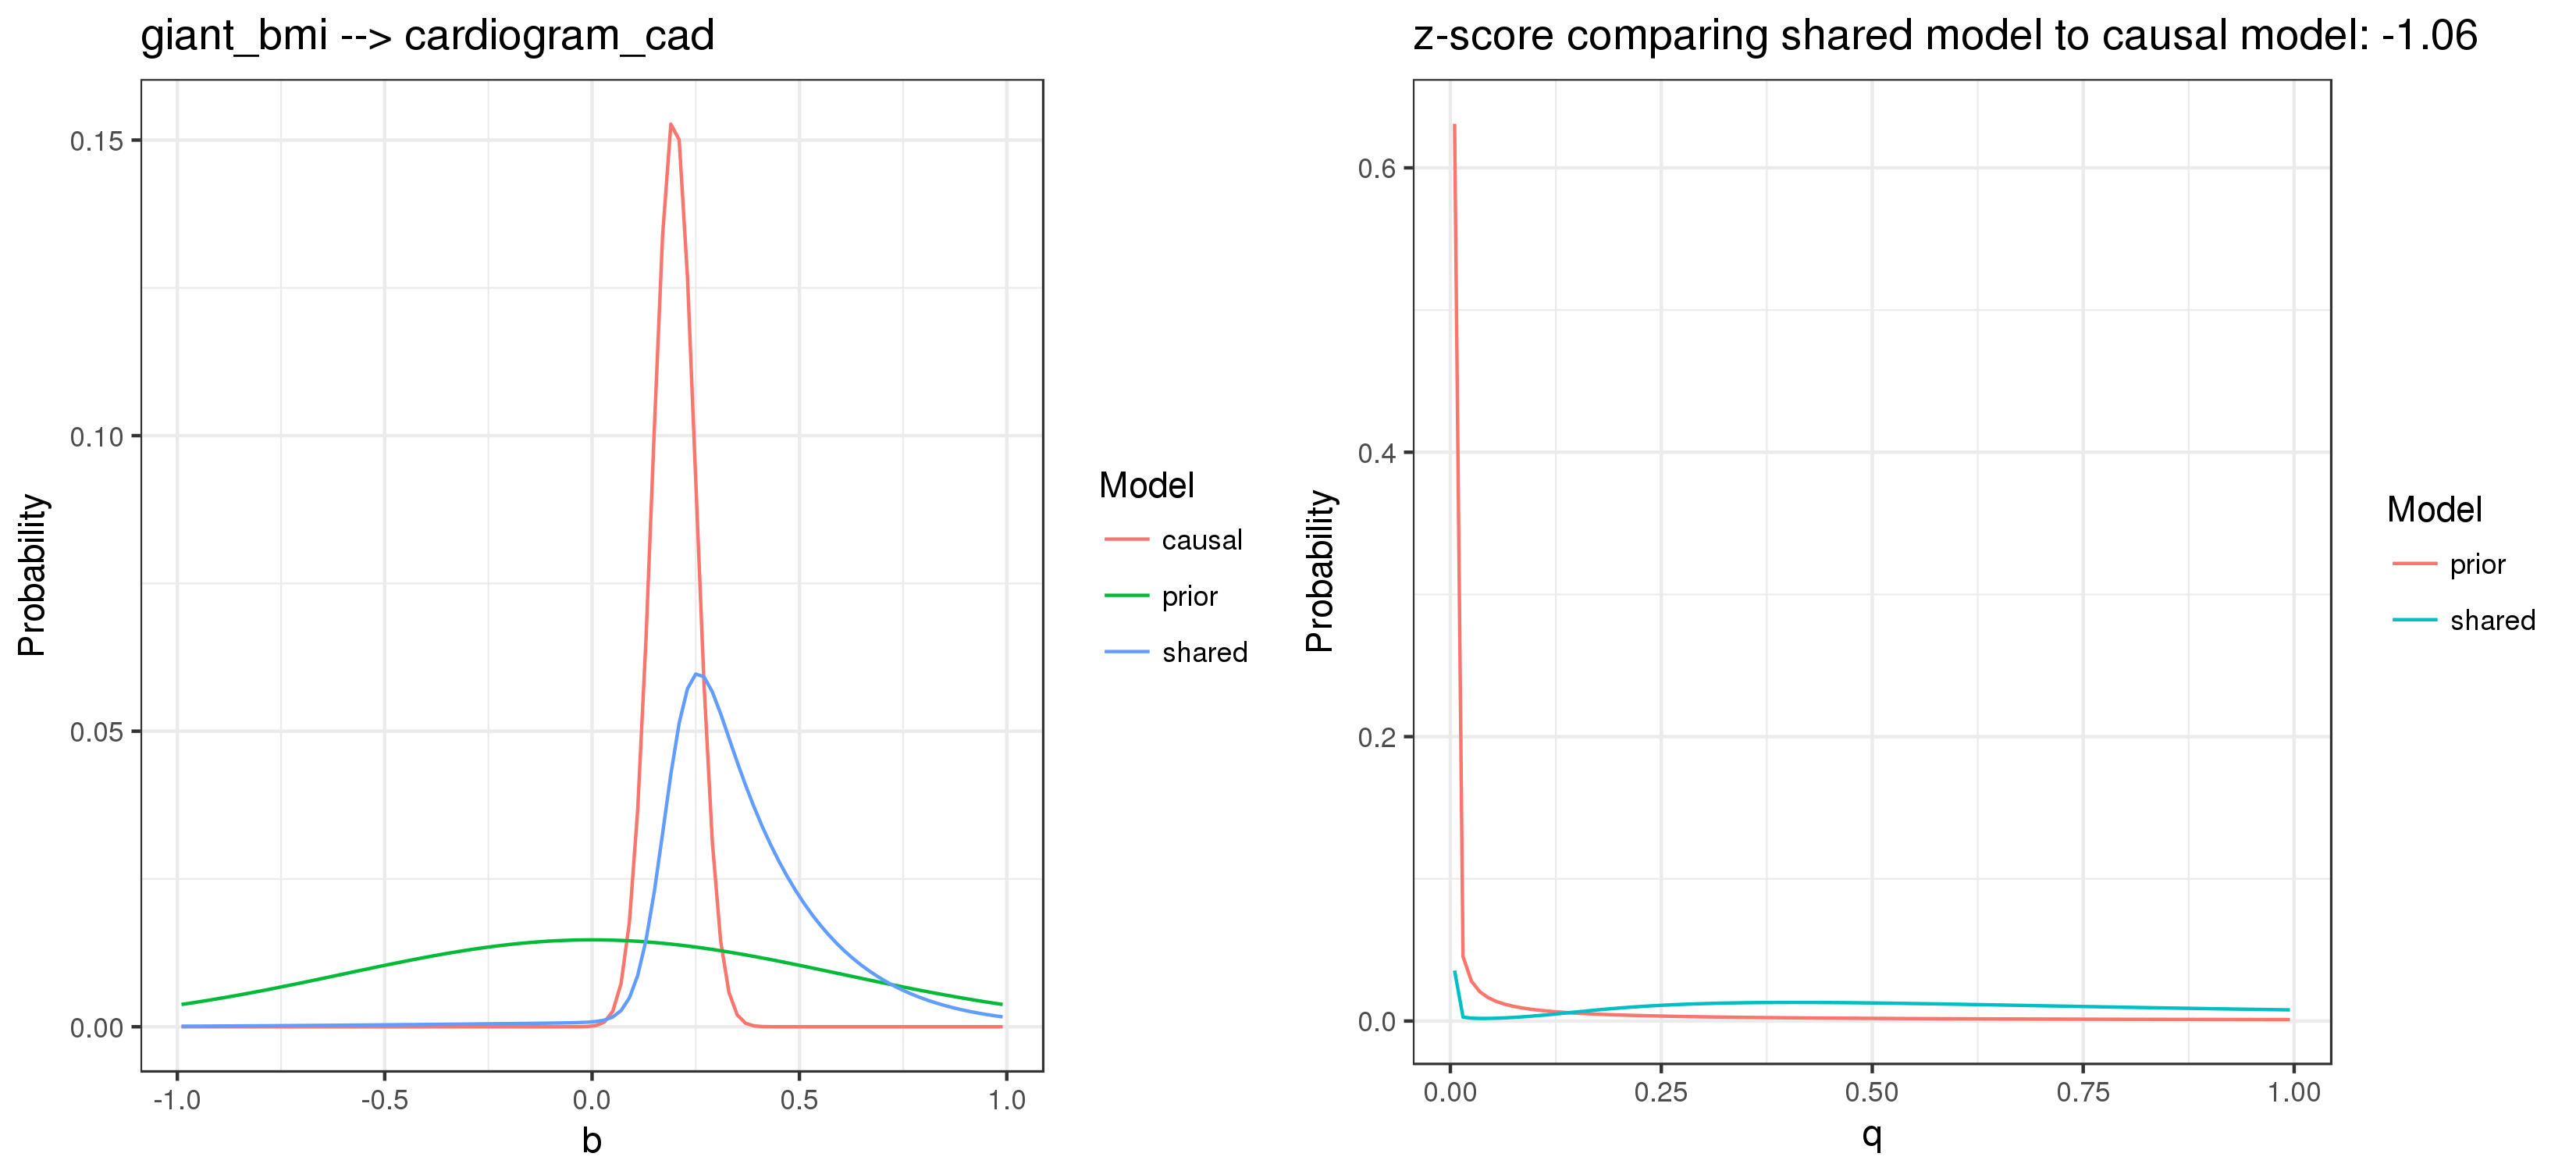 giant_bmi --> cardiogram_cad
Probability
0.15
0.10
0.05
0.00
-1.0 -0.5 0.0 0.5 1.0
b
Model
causal
prior
shared
z-score comparing shared model to causal model: -1.06
Probability
0.6
0.4
0.2
0.0
0.00 0.25 0.50 0.75 1.00
q
Model
prior
shared